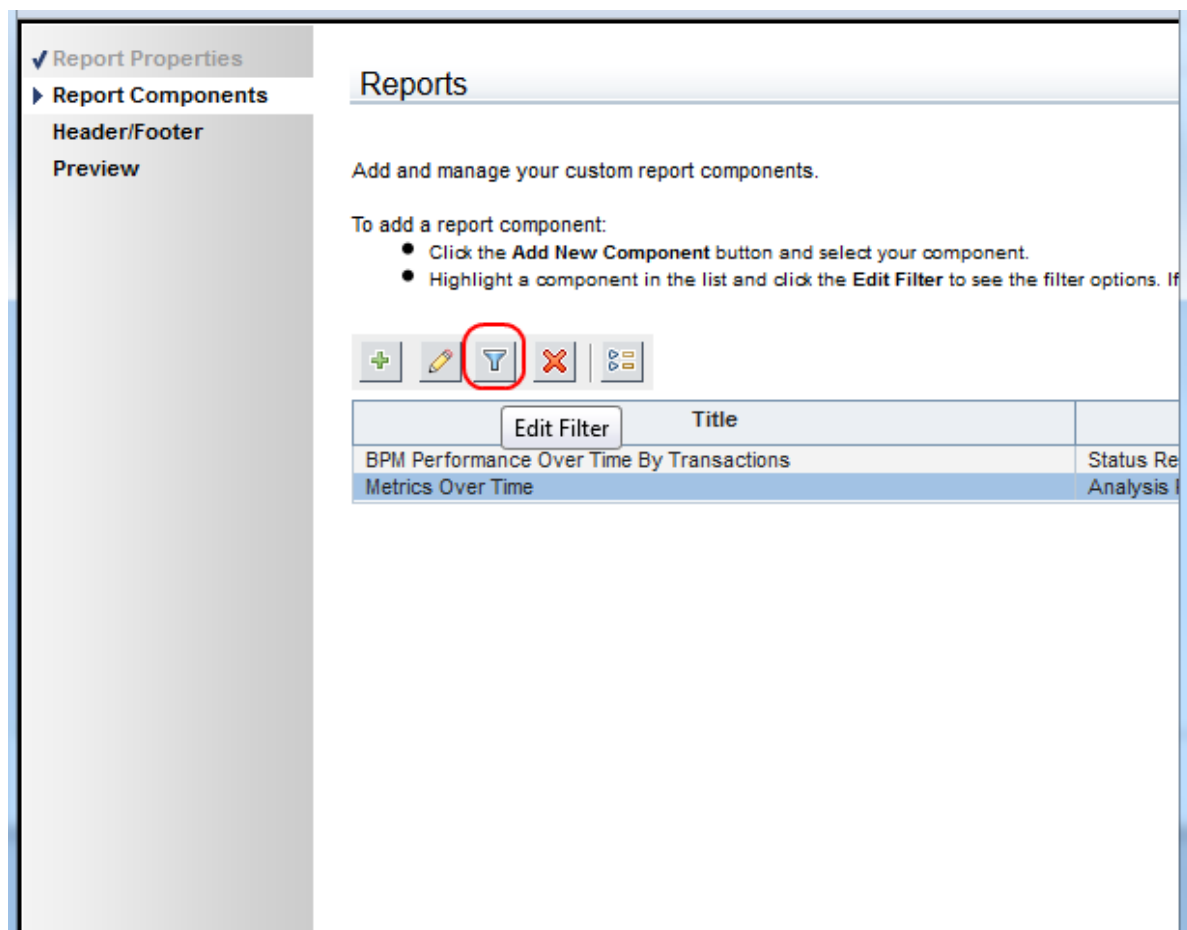 Report Properties
Report Components
Header/Footer
Preview
Reports
Add and manage your custom report components.
To add a report component:
Click the Add New Component button and select your component.
Highlight a component in the list and click the Edit Filter to see the filter options. If
Edit Filter
Title
BPM Performance Over Time By Transactions Status Re
Metrics Over Time Analysis